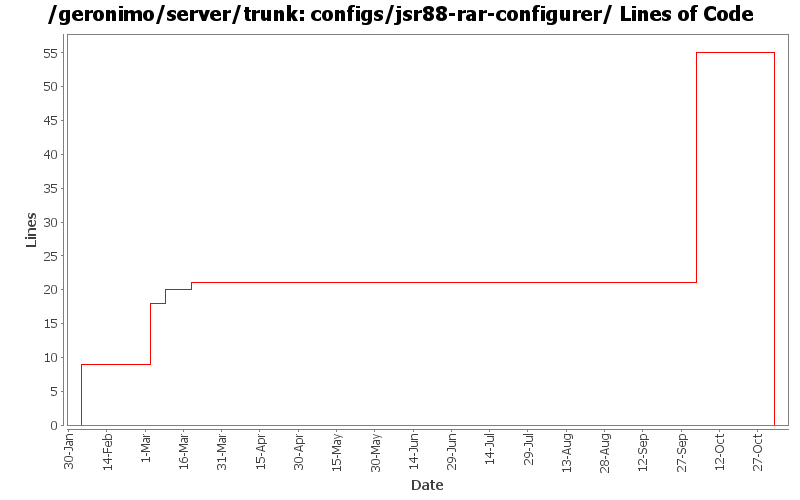 /geronimo/server/trunk: configs/jsr88-rar-configurer/ Lines of Code
Lines
55
50
45
40
35
30
25
20
15
10
5
0
30-Jan
14-Feb
1-Mar
16-Mar
31-Mar
15-Apr
30-Apr
15-May
30-May
14-Jun
29-Jun
14-Jul
29-Jul
13-Aug
28-Aug
12-Sep
27-Sep
12-Oct
27-Oct
Date